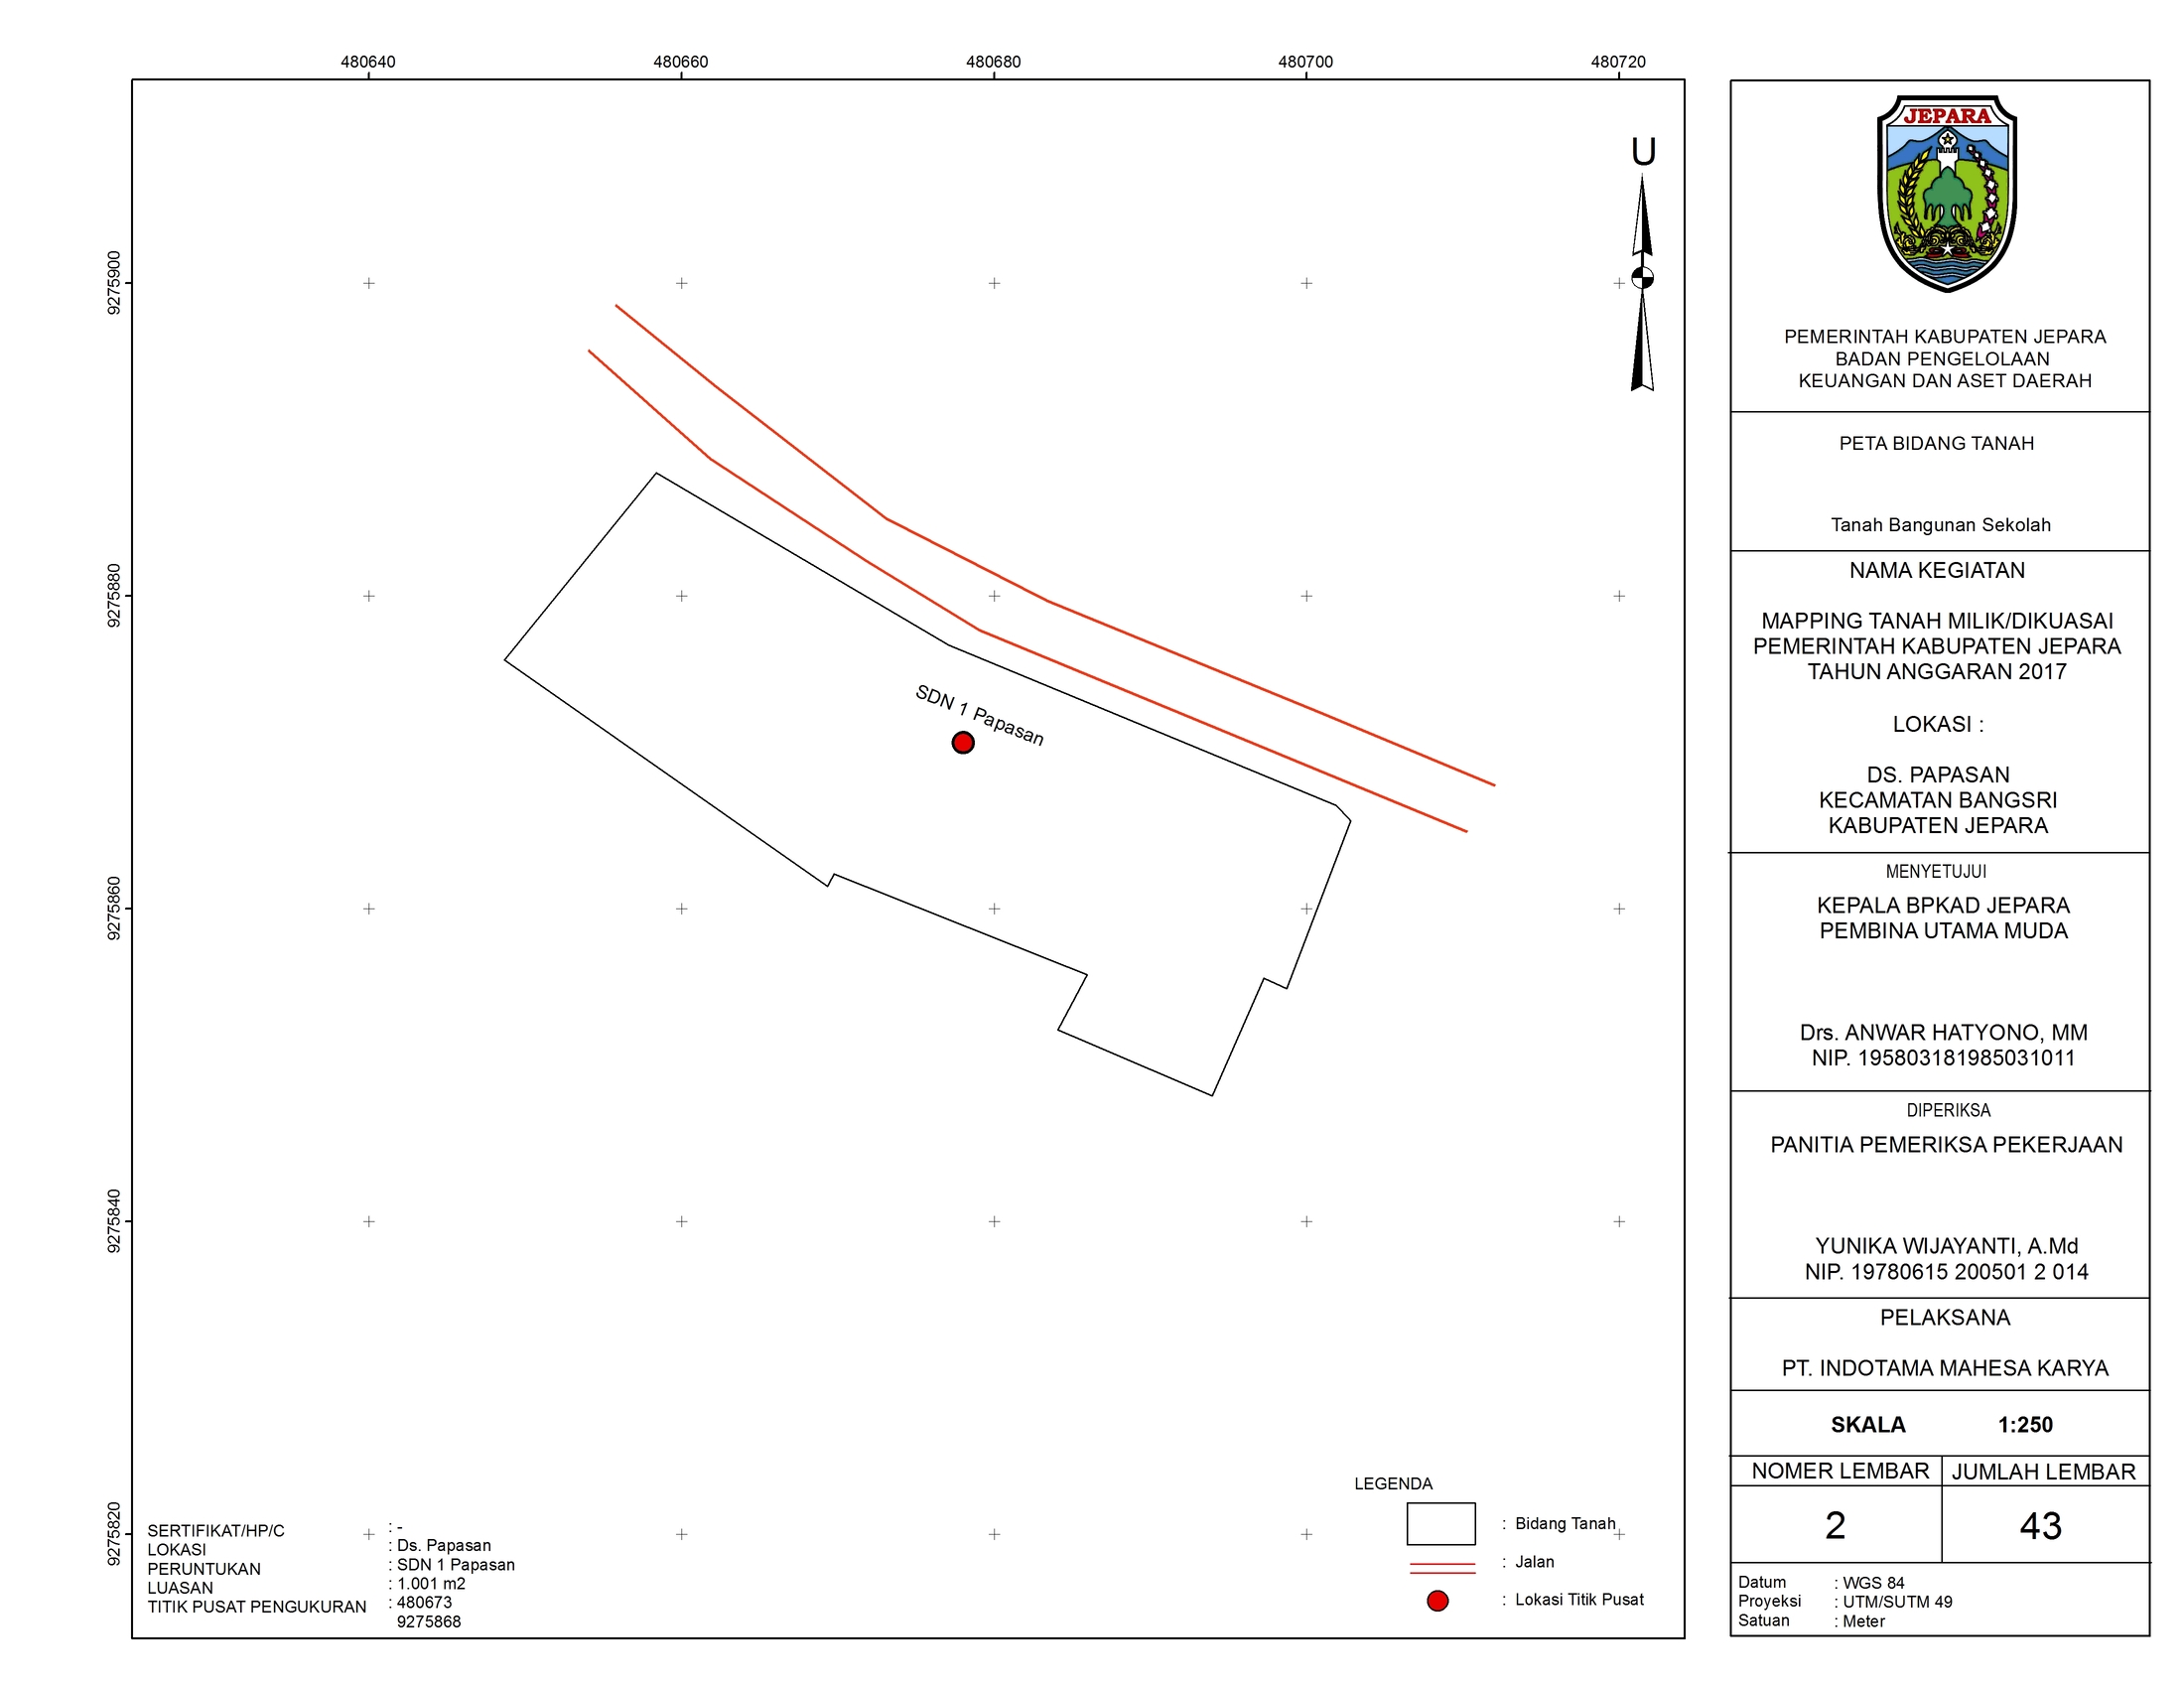 480640 480660 480680 480700 480720
9275900
9275880
9275860
9275840
9275820
U
SDN 1 Papasan
LEGENDA
: Bidang Tanah
: Jalan
: Lokasi Titik Pusat
SERTIFIKAT/HP/C : -
LOKASI : Ds. Papasan
PERUNTUKAN : SDN 1 Papasan
LUASAN : 1.001 m2
TITIK PUSAT PENGUKURAN : 480673
9275868
JEPARA
PEMERINTAH KABUPATEN JEPARA
BADAN PENGELOLAAN
KEUANGAN DAN ASET DAERAH
PETA BIDANG TANAH
Tanah Bangunan Sekolah
NAMA KEGIATAN
MAPPING TANAH MILIK/DIKUASAI
PEMERINTAH KABUPATEN JEPARA
TAHUN ANGGARAN 2017
LOKASI :
DS. PAPASAN
KECAMATAN BANGSRI
KABUPATEN JEPARA
MENYETUJUI
KEPALA BPKAD JEPARA
PEMBINA UTAMA MUDA
Drs. ANWAR HATYONO, MM
NIP. 195803181985031011
DIPERIKSA
PANITIA PEMERIKSA PEKERJAAN
YUNIKA WIJAYANTI, A.Md
NIP. 19780615 200501 2 014
PELAKSANA
PT. INDOTAMA MAHESA KARYA
SKALA 1:250
NOMER LEMBAR JUMLAH LEMBAR
2 43
Datum : WGS 84
Proyeksi : UTM/SUTM 49
Satuan : Meter